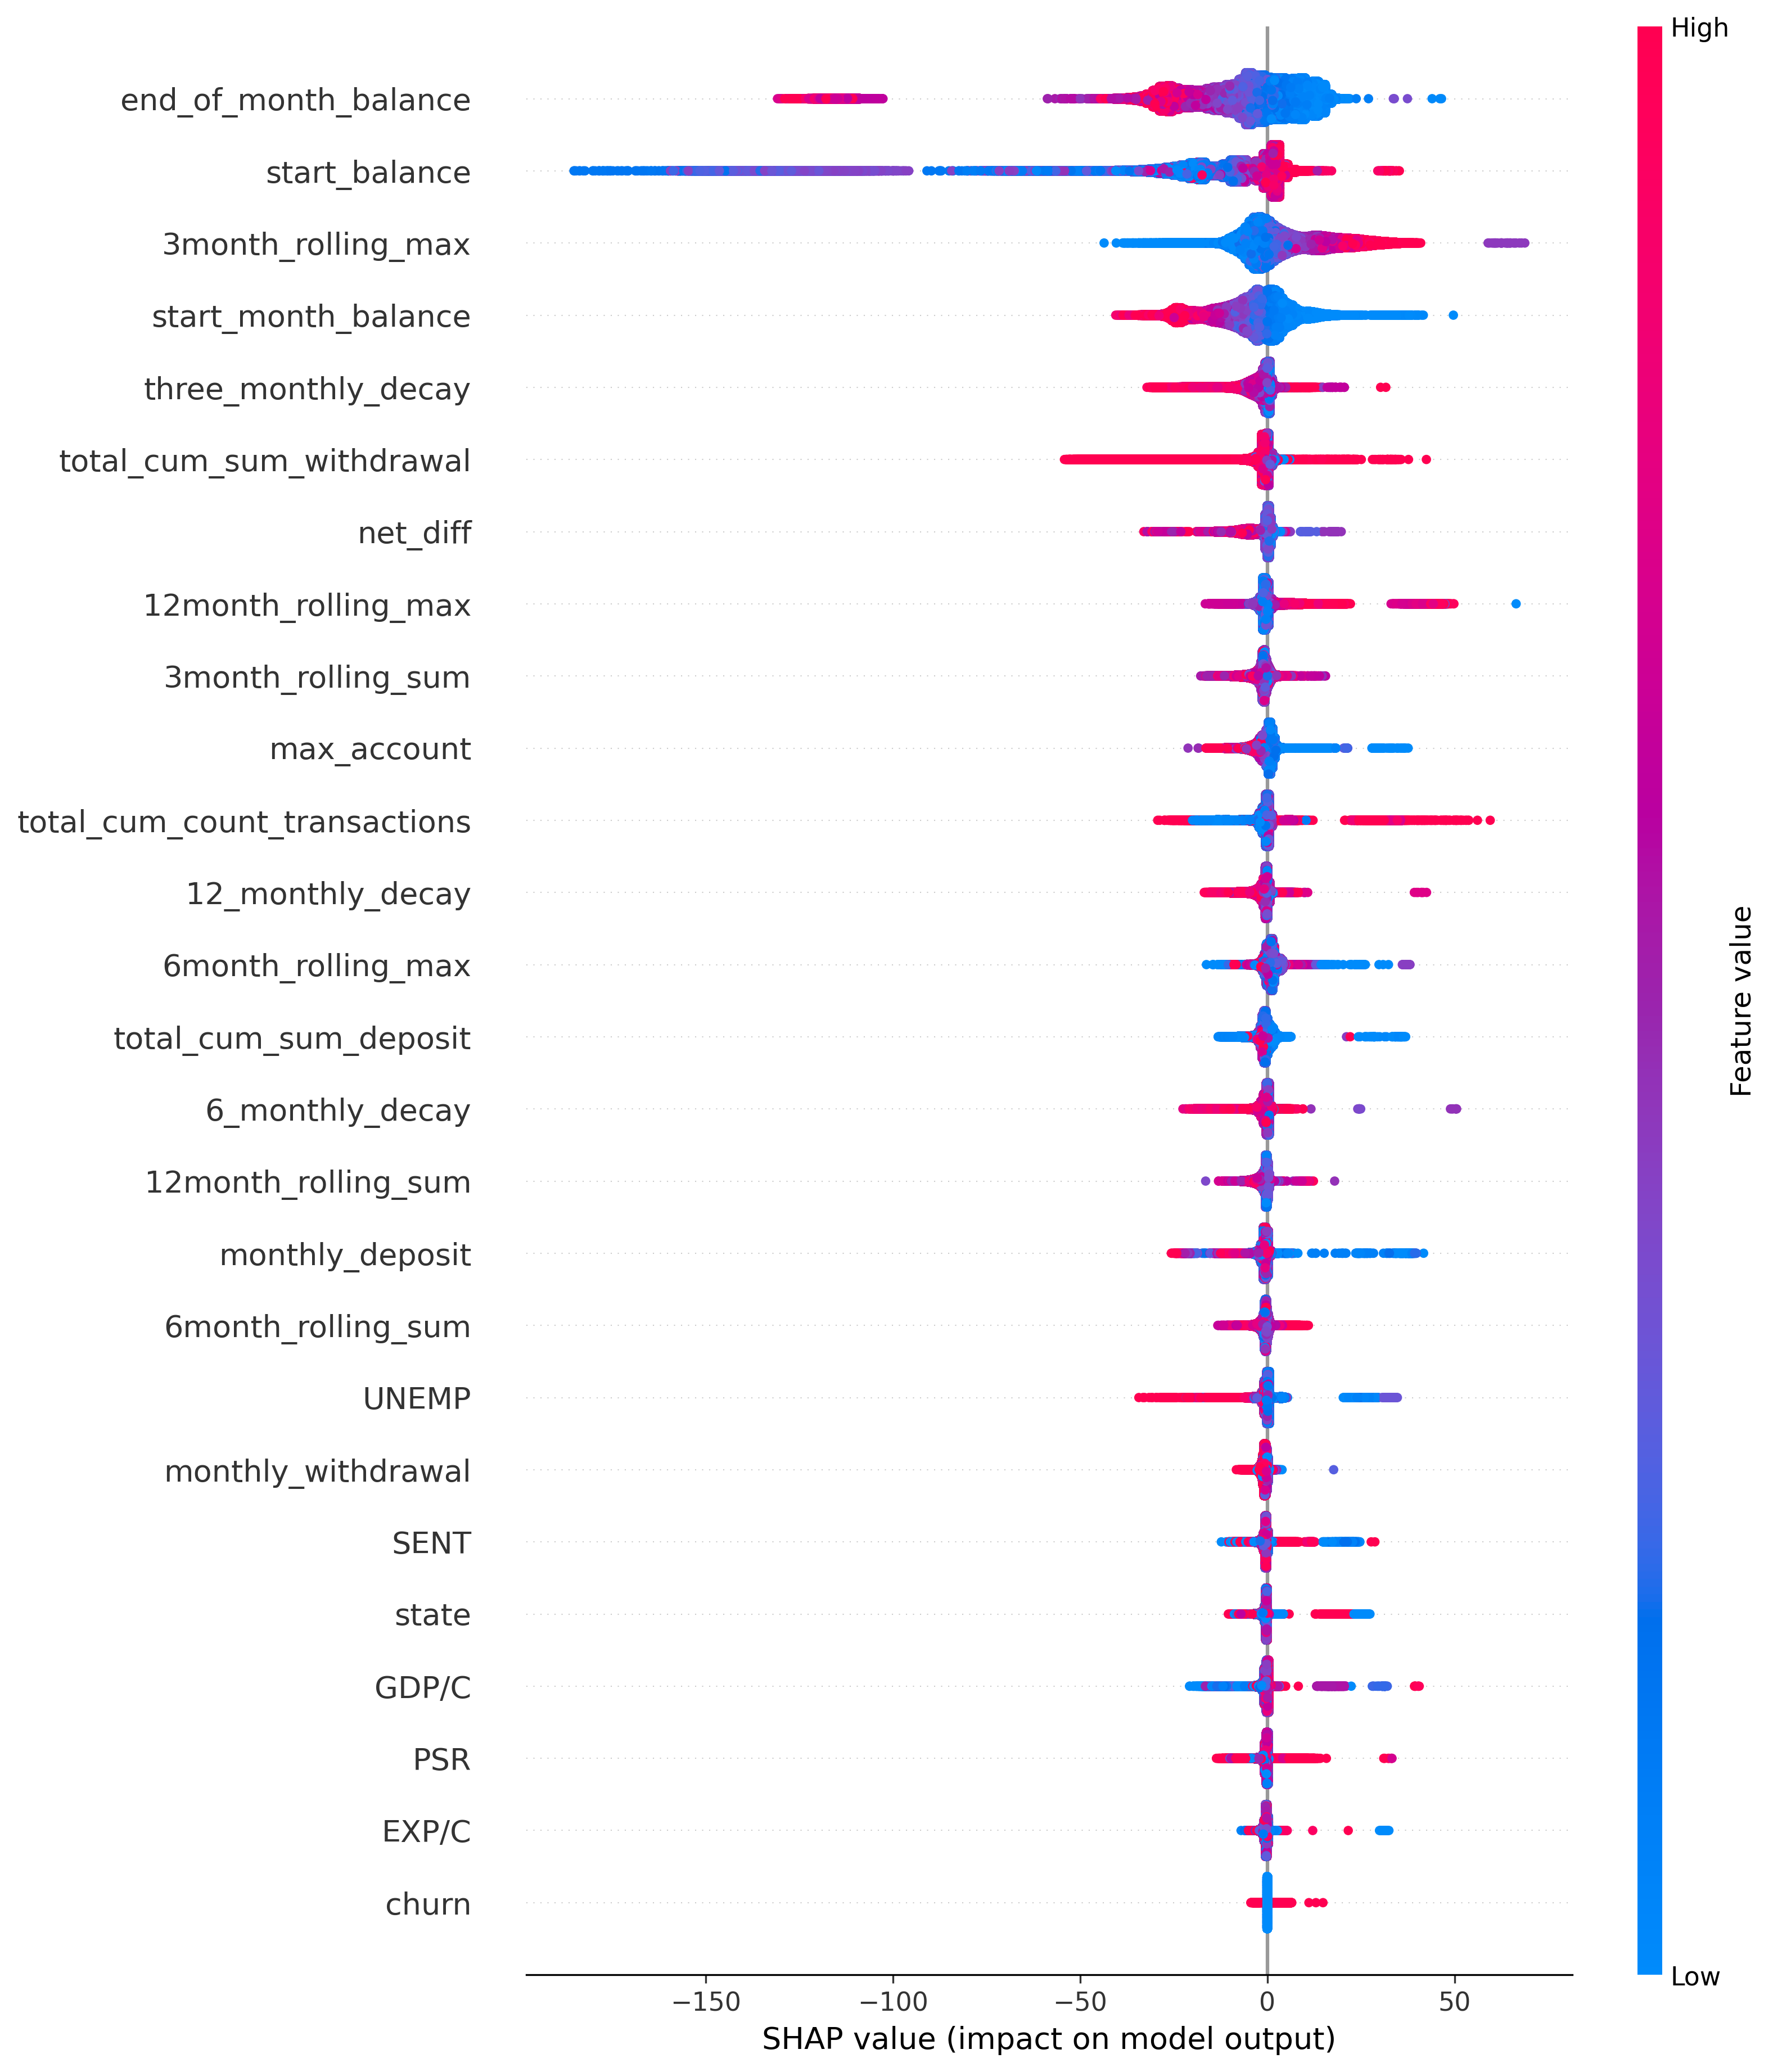 High
end_of_month_balance
start_balance
3month_rolling_max
start_month_balance
three_monthly_decay
total_cum_sum_withdrawal
net_diff
12month_rolling_max
3month_rolling_sum
max_account
total_cum_count_transactions
12_monthly_decay
6month_rolling_max
total_cum_sum_deposit
6_monthly_decay
12month_rolling_sum
monthly_deposit
6month_rolling_sum
UNEMP
monthly_withdrawal
SENT
state
GDP/C
PSR
EXP/C
churn
Feature value
Low
−150 −100 −50 0 50
SHAP value (impact on model output)